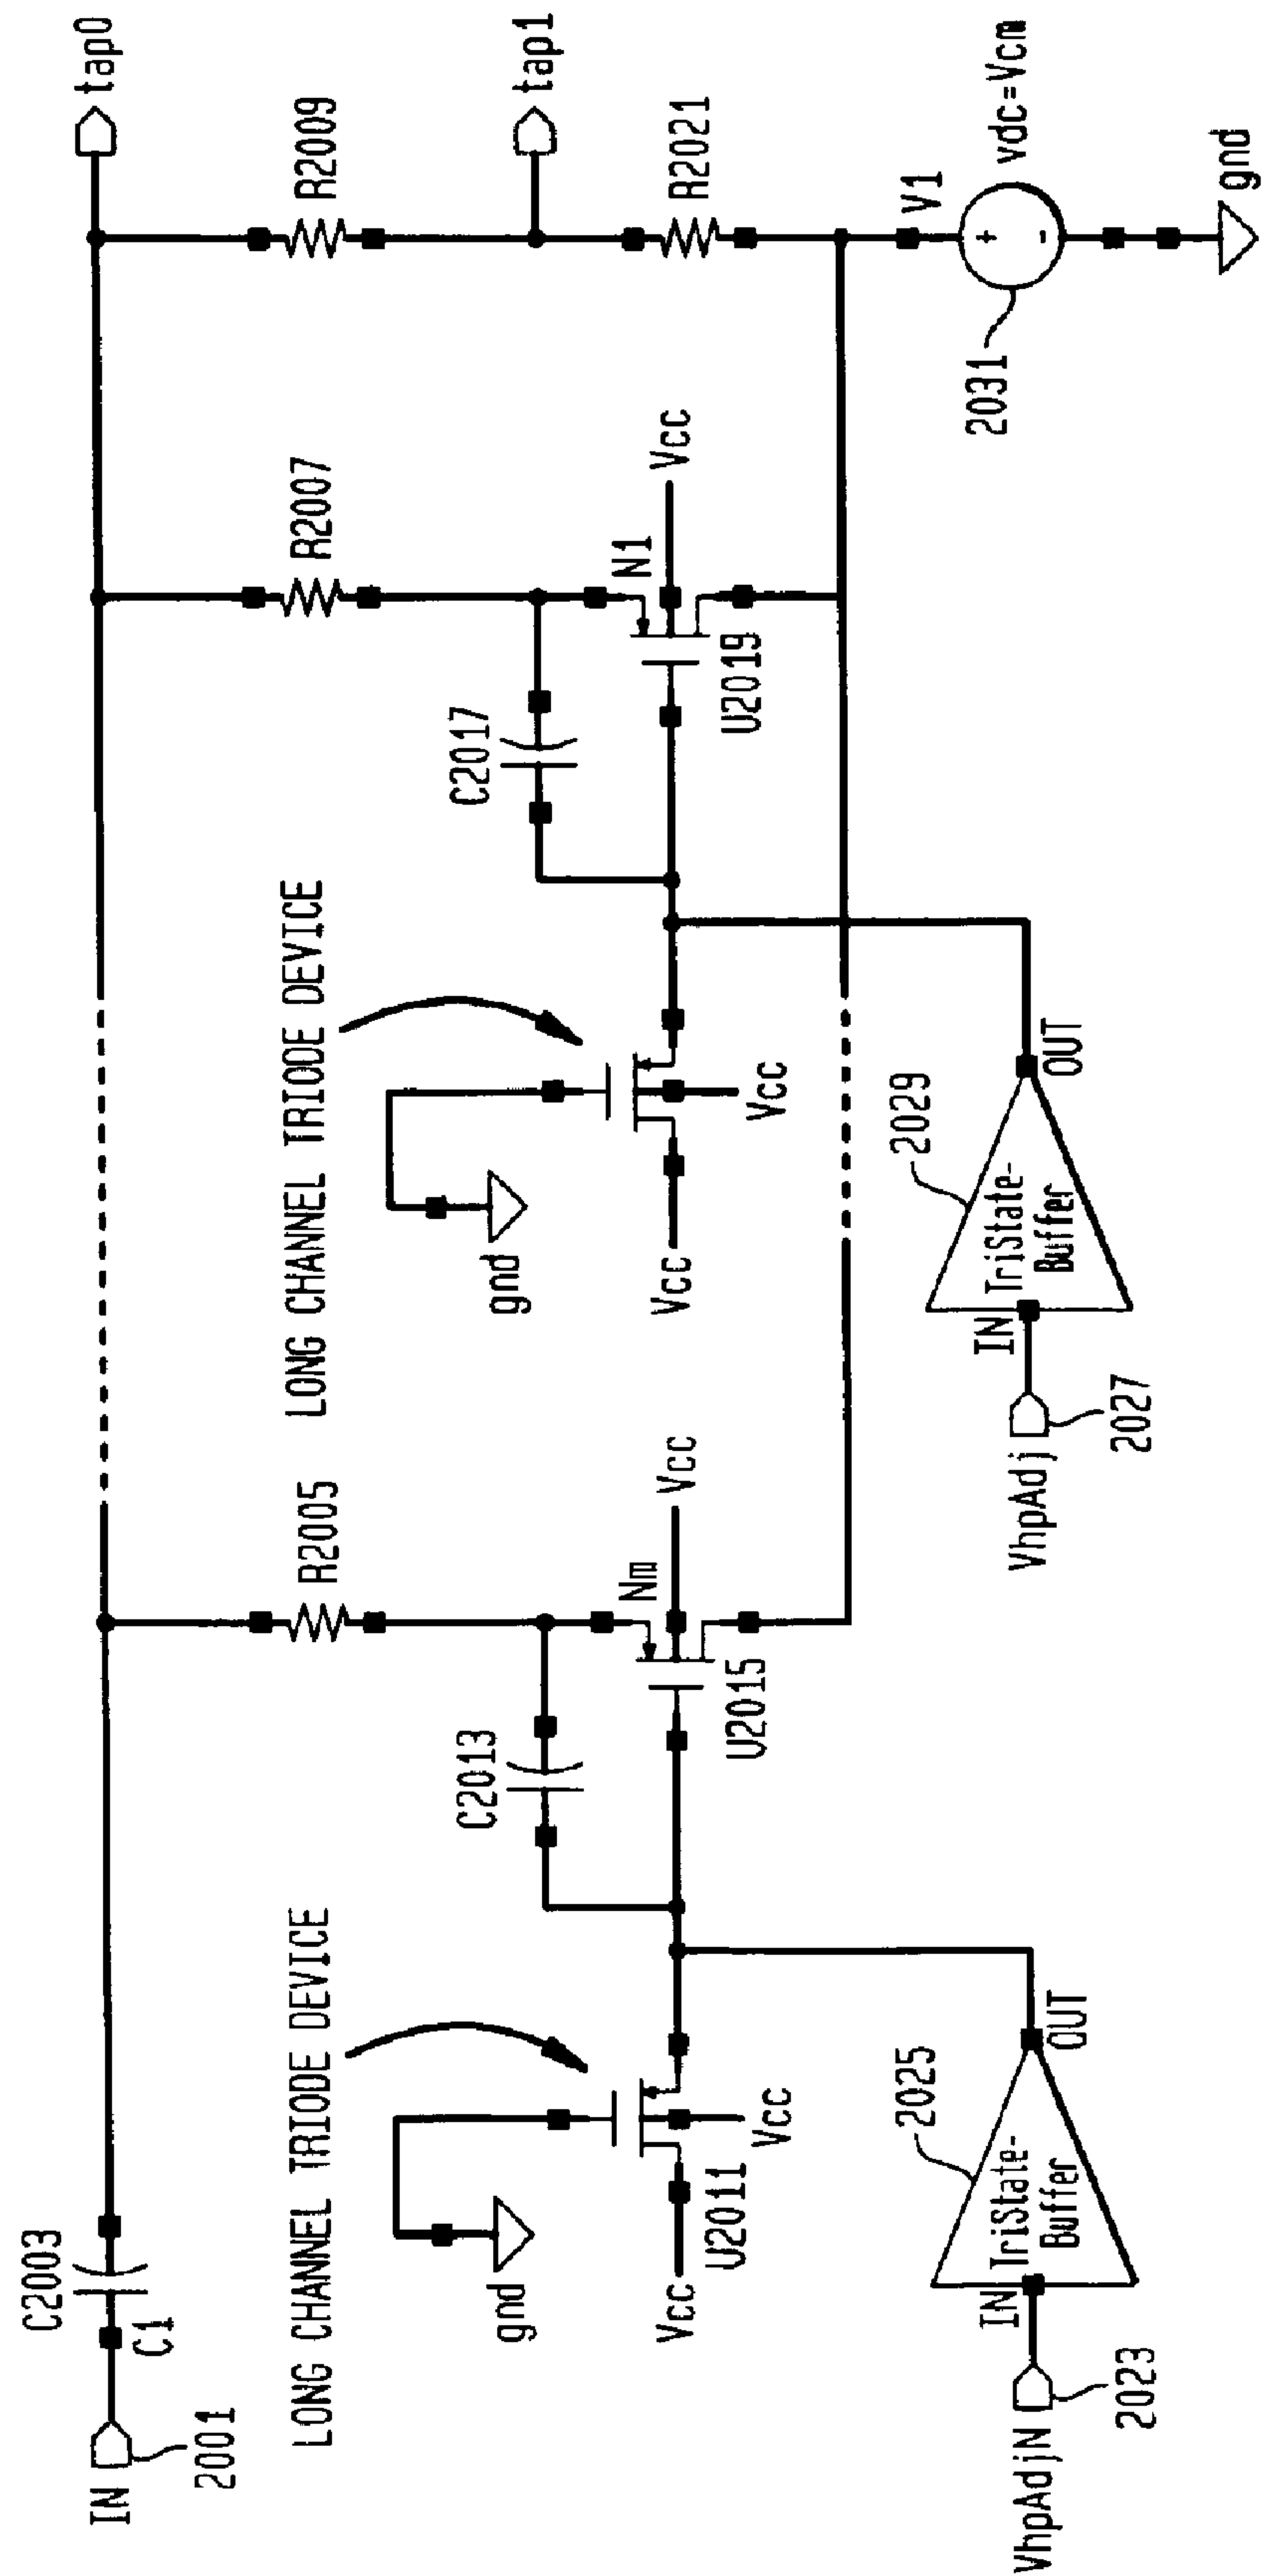 IN
2001
C2003
C1
tap0
R2005
R2007
R2009
tap1
R2021
LONG CHANNEL TRIODE DEVICE
gnd
Vcc
U2011
Vcc
C2013
Nm
Vcc
U2015
LONG CHANNEL TRIODE DEVICE
gnd
Vcc
Vcc
C2017
N1
Vcc
U2019
V1
vdc=Vcm
2031
gnd
VhpAdjN
2023
IN
TriState-
Buffer
2025
OUT
VhpAdj
2027
IN
TriState-
Buffer
2029
OUT